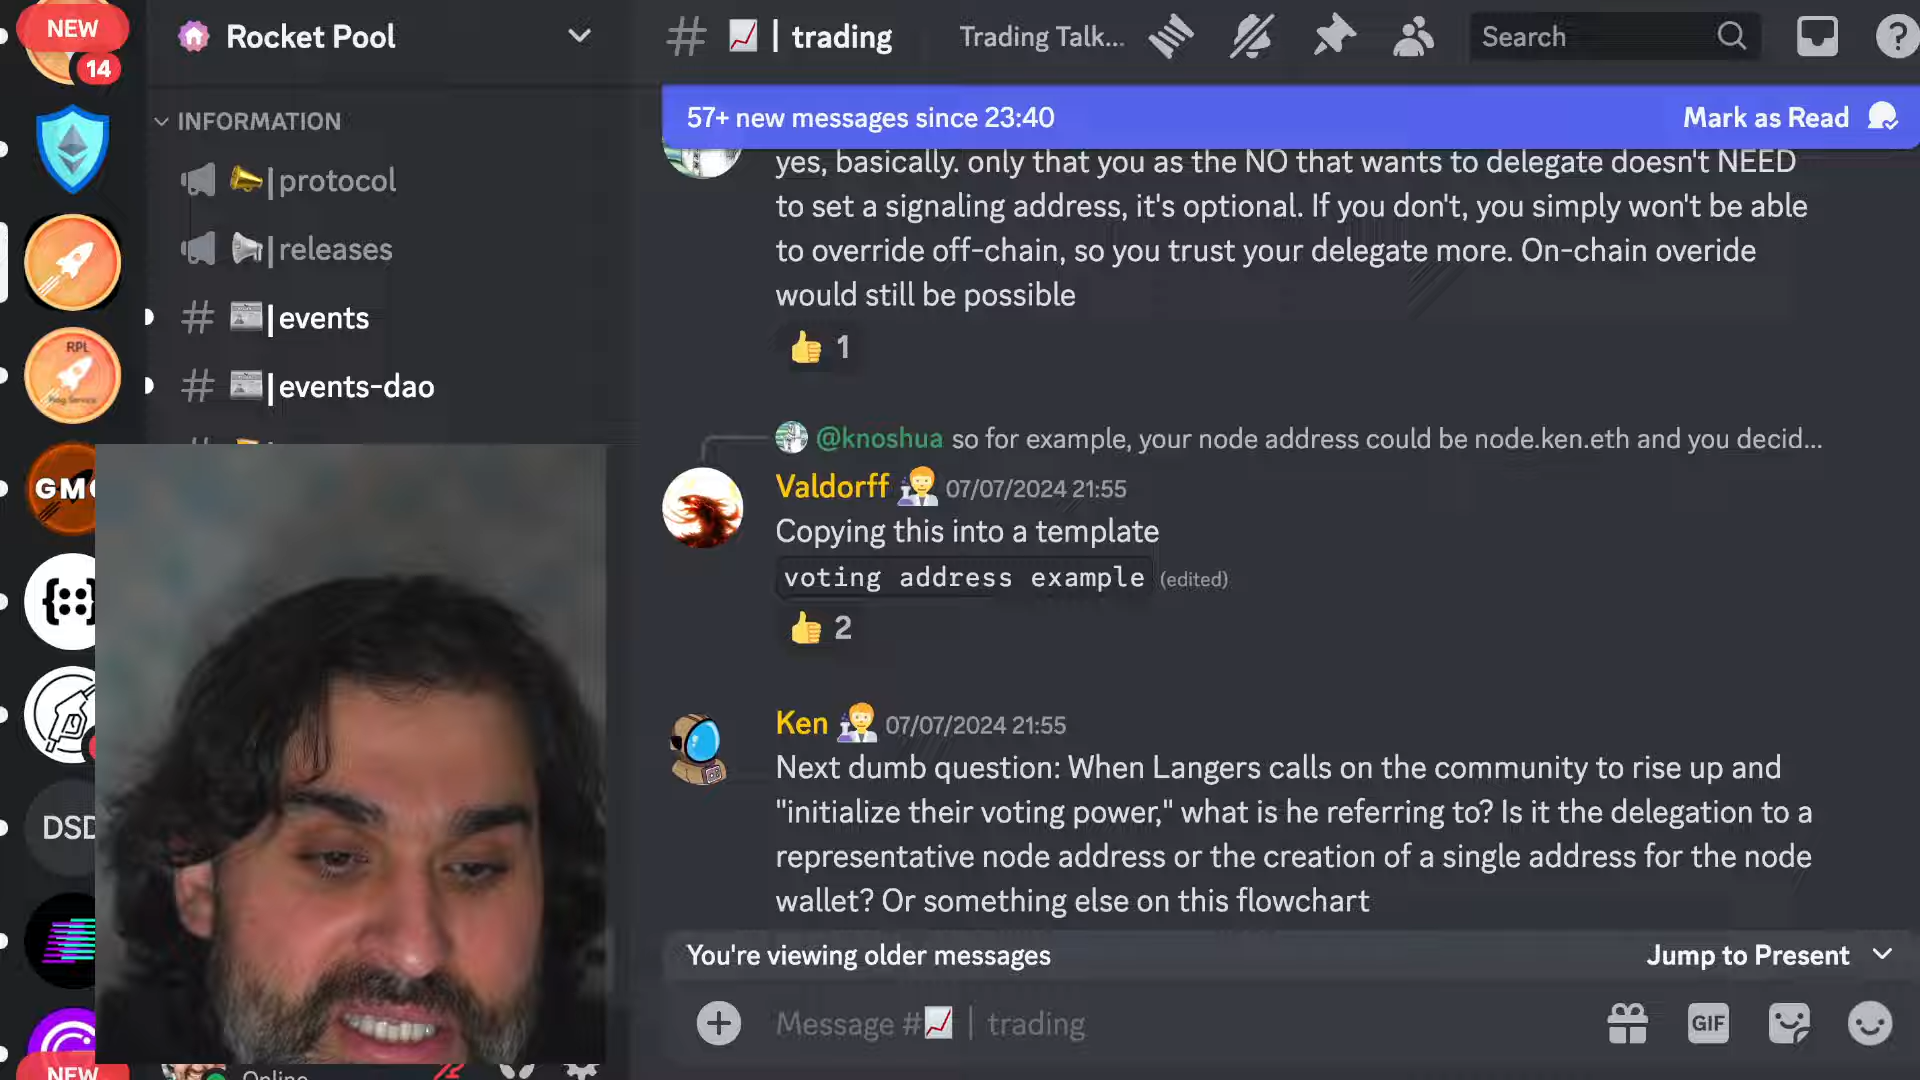 NEW
14
Rocket Pool
# | trading
Trading Talk...
Search
57+ new messages since 23:40
Mark as Read
INFORMATION
|protocol
|releases
# |events
# |events-dao
RPL
GM
DSD
NEW
Online
yes, basically. only that you as the NO that wants to delegate doesn't NEED
to set a signaling address, it's optional. If you don't, you simply won't be able
to override off-chain, so you trust your delegate more. On-chain overide
would still be possible
👍 1
@knoshua so for example, your node address could be node.ken.eth and you decid...
Valdorff 07/07/2024 21:55
Copying this into a template
voting address example (edited)
👍 2
Ken 07/07/2024 21:55
Next dumb question: When Langers calls on the community to rise up and
"initialize their voting power," what is he referring to? Is it the delegation to a
representative node address or the creation of a single address for the node
wallet? Or something else on this flowchart
You're viewing older messages
Jump to Present
Message # | trading
GIF